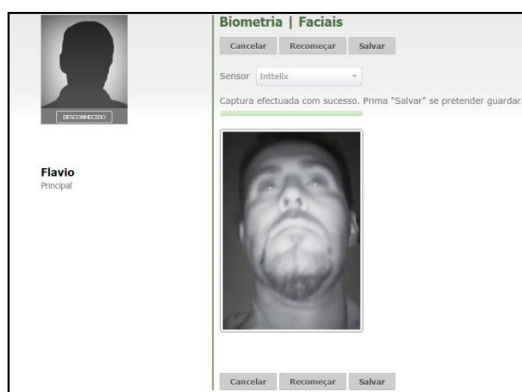 Biometria | Faciais
Cancelar Recomeçar Salvar
Sensor Inttelix
Captura efectuada com sucesso. Prima "Salvar" se pretender guardar.
DESCONHECIDO
Flavio
Principal
Cancelar Recomeçar Salvar